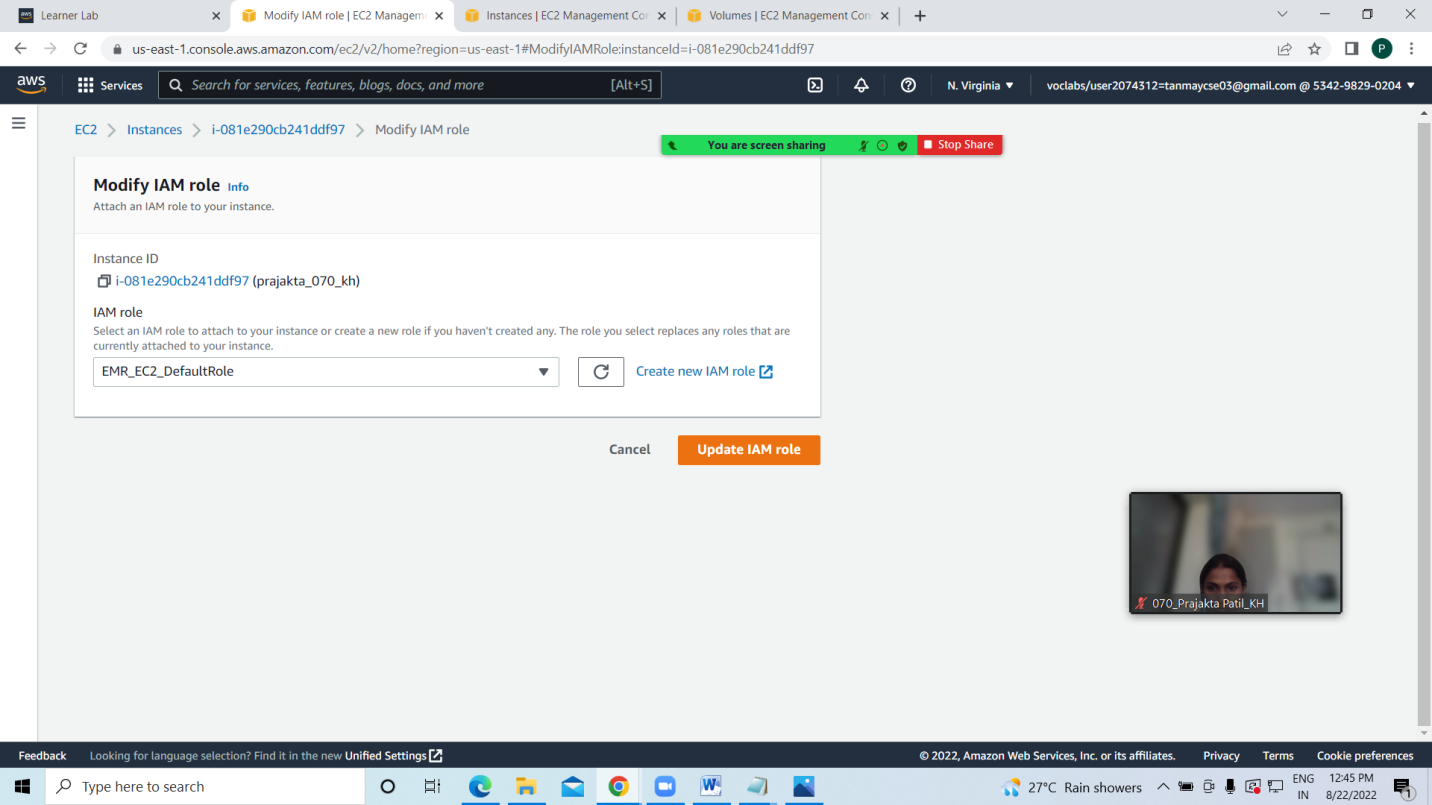 Learner Lab
Modify IAM role | EC2 Managem
Instances | EC2 Management Con
Volumes | EC2 Management Con
us-east-1.console.aws.amazon.com/ec2/v2/home?region=us-east-1#ModifyIAMRole:instanceId=i-081e290cb241ddf97
P
aws
Services
Search for services, features, blogs, docs, and more
[Alt+S]
N. Virginia
voclabs/user2074312=tanmaycse03@gmail.com @ 5342-9829-0204
EC2
Instances
i-081e290cb241ddf97
Modify IAM role
You are screen sharing
Stop Share
Modify IAM role Info
Attach an IAM role to your instance.
Instance ID
i-081e290cb241ddf97 (prajakta_070_kh)
IAM role
Select an IAM role to attach to your instance or create a new role if you haven't created any. The role you select replaces any roles that are
currently attached to your instance.
EMR_EC2_DefaultRole
Create new IAM role
Cancel
Update IAM role
070_Prajakta Patil_KH
Feedback
Looking for language selection? Find it in the new Unified Settings
© 2022, Amazon Web Services, Inc. or its affiliates.
Privacy
Terms
Cookie preferences
Type here to search
27°C Rain showers
ENG
IN
12:45 PM
8/22/2022
1